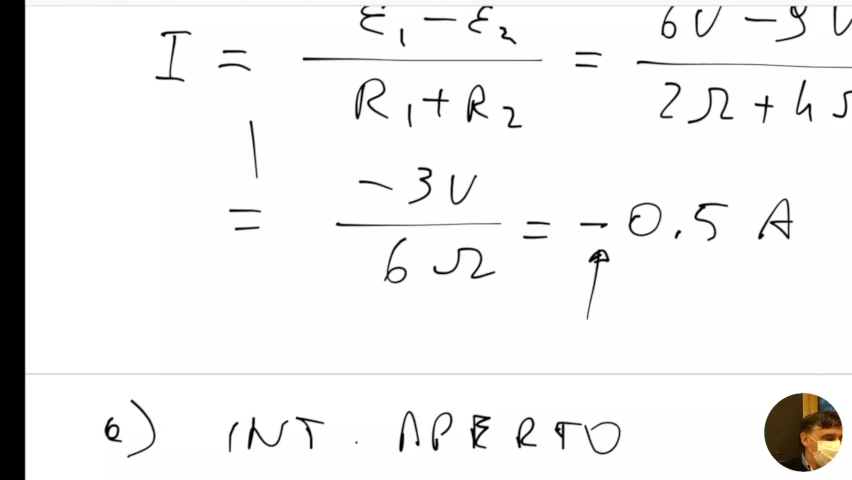 I = (ε₁ − ε₂) / (R₁ + R₂) = (6V − 9V) / (2Ω + 4Ω
= −3V / 6Ω = −0.5 A
a) INT. APERTO